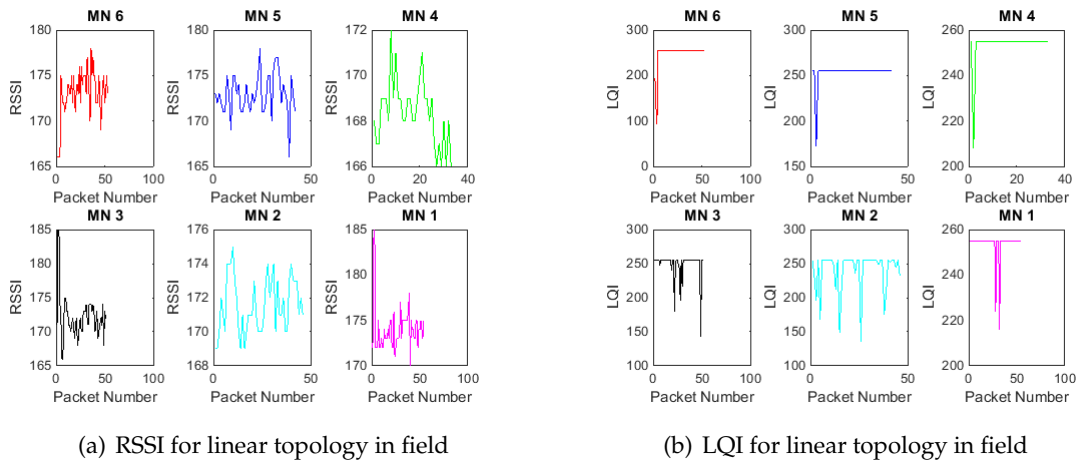 MN 6
MN 5
MN 4
180
175
170
165
RSSI
0
50
100
Packet Number
180
175
170
165
RSSI
0
50
Packet Number
172
170
168
166
RSSI
0
20
40
Packet Number
MN 3
MN 2
MN 1
185
180
175
170
165
RSSI
0
50
100
Packet Number
176
174
172
170
168
RSSI
0
50
Packet Number
185
180
175
170
RSSI
0
50
100
Packet Number
(a) RSSI for linear topology in field
MN 6
MN 5
MN 4
300
200
100
0
LQI
0
50
100
Packet Number
300
250
200
150
LQI
0
50
Packet Number
260
240
220
200
LQI
0
20
40
Packet Number
MN 3
MN 2
MN 1
300
250
200
150
100
LQI
0
50
100
Packet Number
300
250
200
150
100
LQI
0
50
Packet Number
260
240
220
200
LQI
0
50
100
Packet Number
(b) LQI for linear topology in field